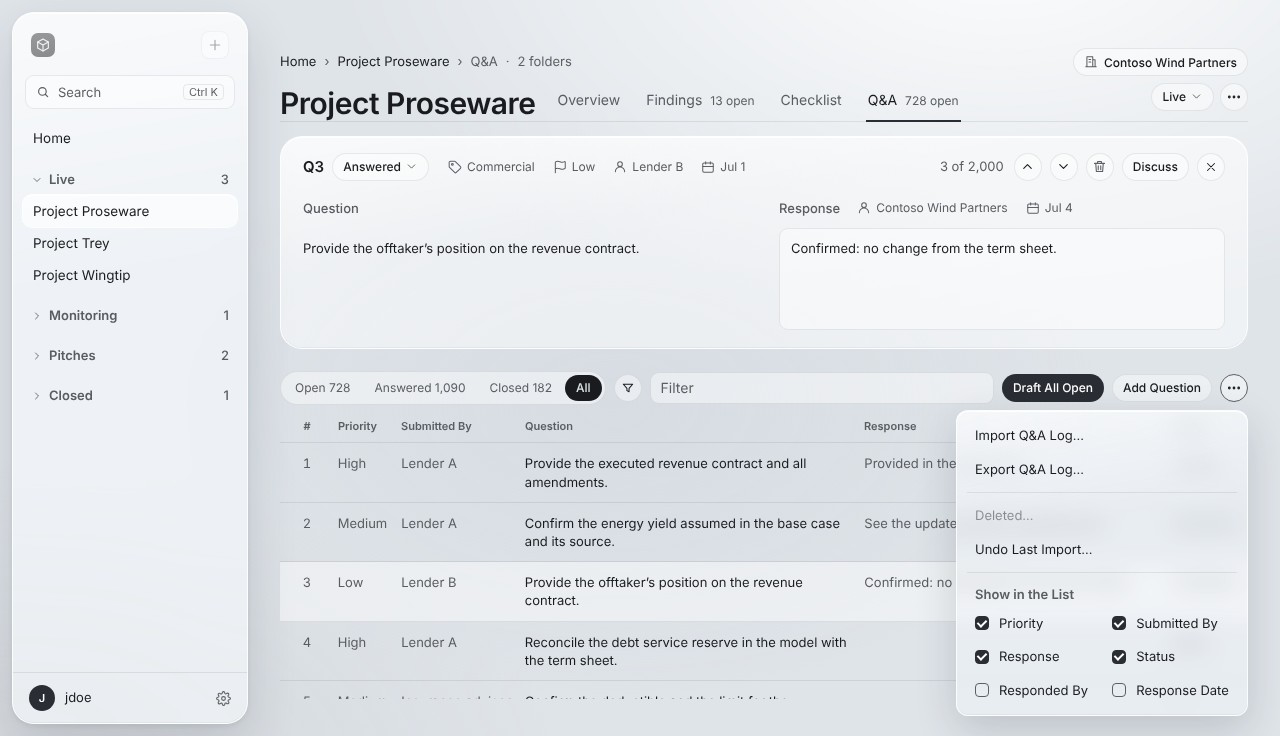 Search
Ctrl K
Home
Live 3
Project Proseware
Project Trey
Project Wingtip
Monitoring 1
Pitches 2
Closed 1
J jdoe
Home › Project Proseware › Q&A · 2 folders
Contoso Wind Partners
Project Proseware
Overview
Findings 13 open
Checklist
Q&A 728 open
Live
Q3 Answered Commercial Low Lender B Jul 1
3 of 2,000
Discuss
Question
Response Contoso Wind Partners Jul 4
Provide the offtaker’s position on the revenue contract.
Confirmed: no change from the term sheet.
Open 728 Answered 1,090 Closed 182 All
Filter
Draft All Open
Add Question
# Priority Submitted By Question Response
1 High Lender A Provide the executed revenue contract and all Provided in the
amendments.
2 Medium Lender A Confirm the energy yield assumed in the base case See the update
and its source.
3 Low Lender B Provide the offtaker’s position on the revenue Confirmed: no
contract.
4 High Lender A Reconcile the debt service reserve in the model with
the term sheet.
Import Q&A Log...
Export Q&A Log...
Deleted...
Undo Last Import...
Show in the List
Priority Submitted By
Response Status
Responded By Response Date